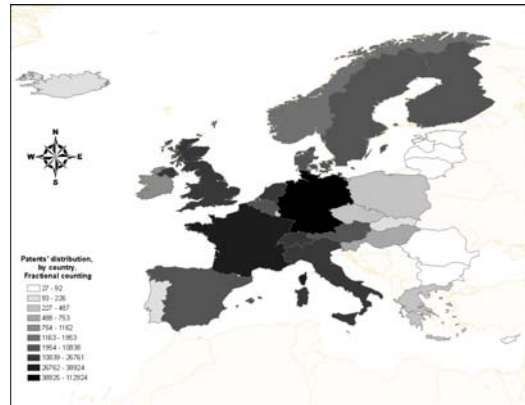 N
W E
S
Patents' distribution,
by country.
Fractional counting
27 - 92
93 - 226
227 - 487
488 - 753
754 - 1162
1163 - 1953
1954 - 10838
10839 - 26761
26762 - 38924
38925 - 112924